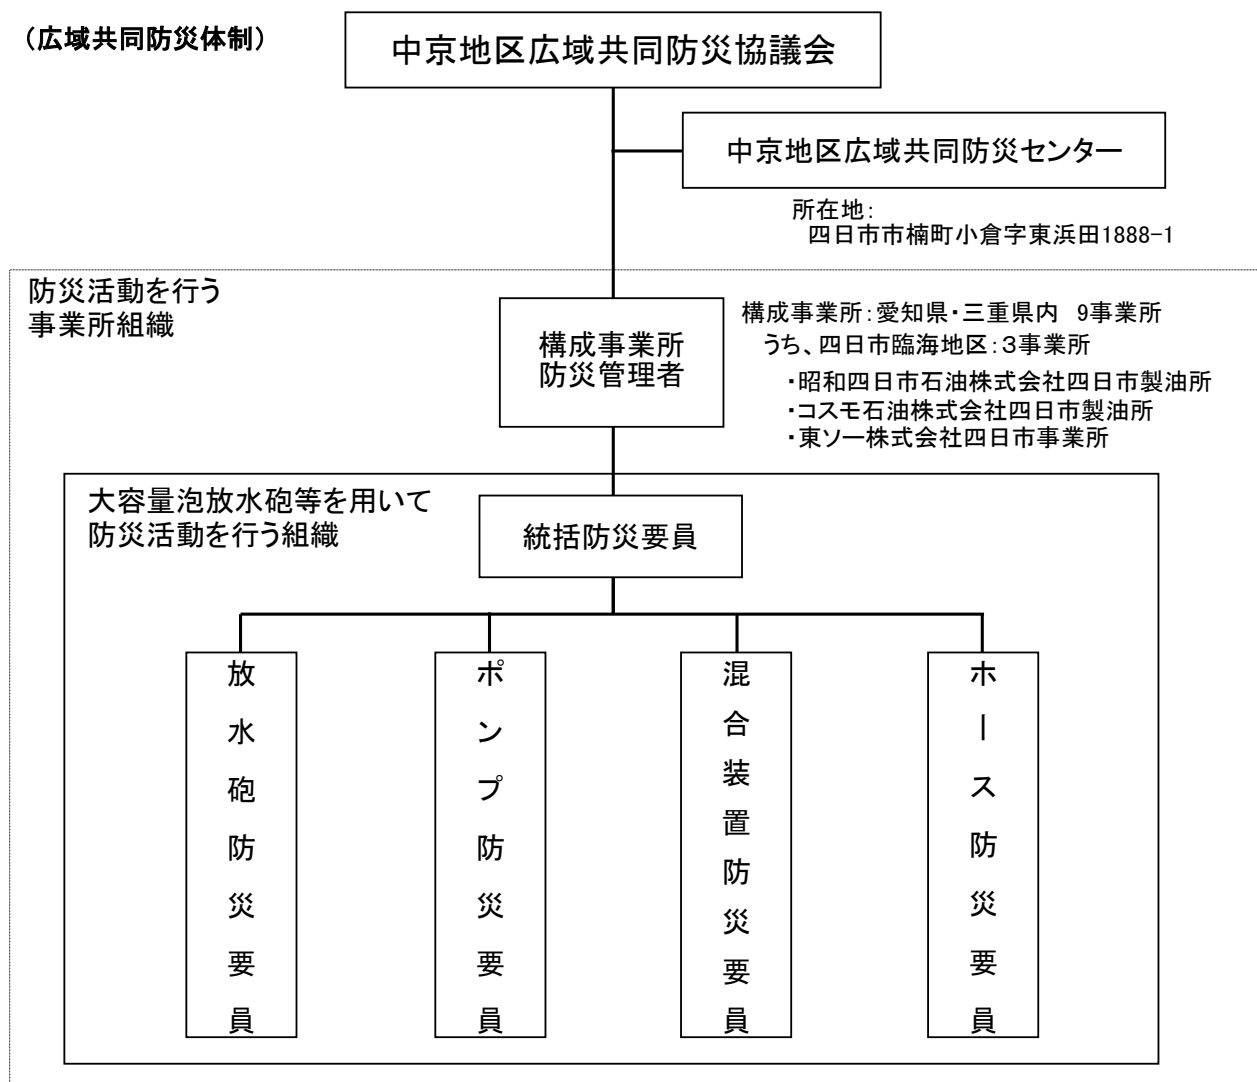 （広域共同防災体制）
中京地区広域共同防災協議会
中京地区広域共同防災センター
所在地：
四日市市楠町小倉字東浜田1888-1
防災活動を行う
事業所組織
構成事業所
防災管理者
構成事業所：愛知県・三重県内　9事業所
うち、四日市臨海地区：３事業所
・昭和四日市石油株式会社四日市製油所
・コスモ石油株式会社四日市製油所
・東ソー株式会社四日市事業所
大容量泡放水砲等を用いて
防災活動を行う組織
統括防災要員
放水砲防災要員
ポンプ防災要員
混合装置防災要員
ホース防災要員